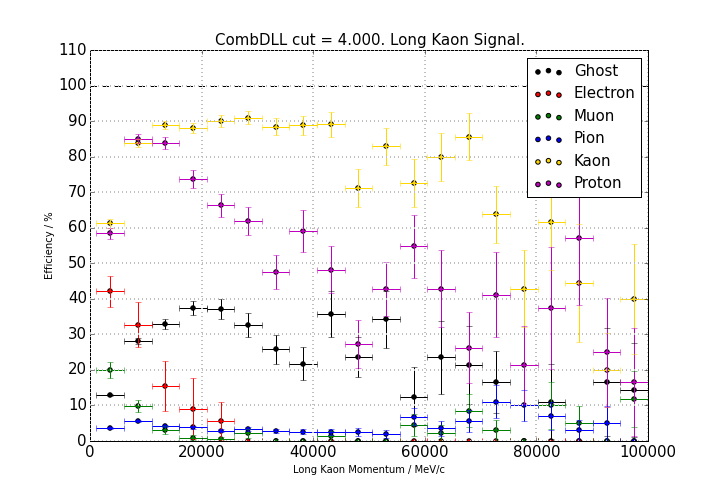 CombDLL cut = 4.000. Long Kaon Signal.
110
100
90
80
70
60
50
40
30
20
10
0
Efficiency / %
Ghost
Electron
Muon
Pion
Kaon
Proton
0 20000 40000 60000 80000 100000
Long Kaon Momentum / MeV/c